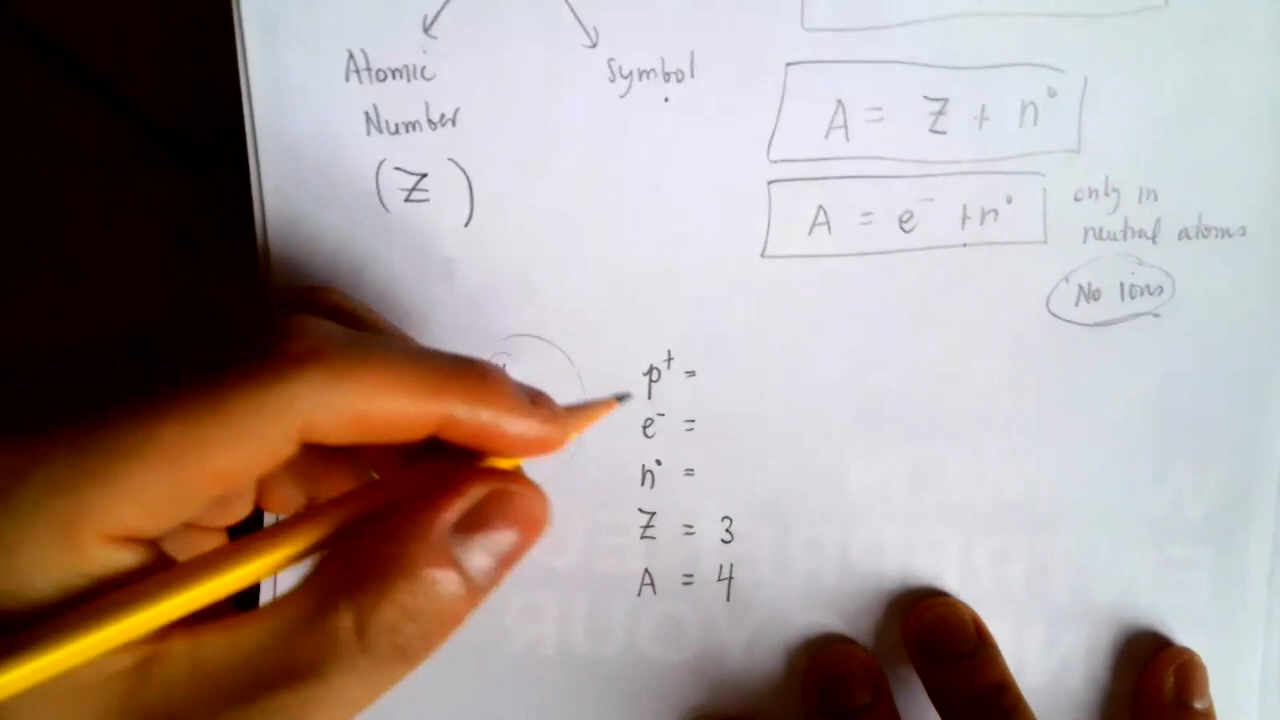 Atomic
Number
(Z)
Symbol
A = Z + n°
A = e⁻ + n°
only in
neutral atoms
No ions
p⁺ =
e⁻ =
n° =
Z = 3
A = 4